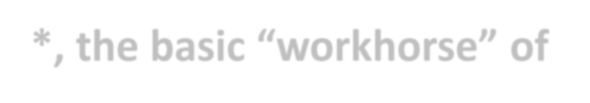 *, the basic “workhorse” of